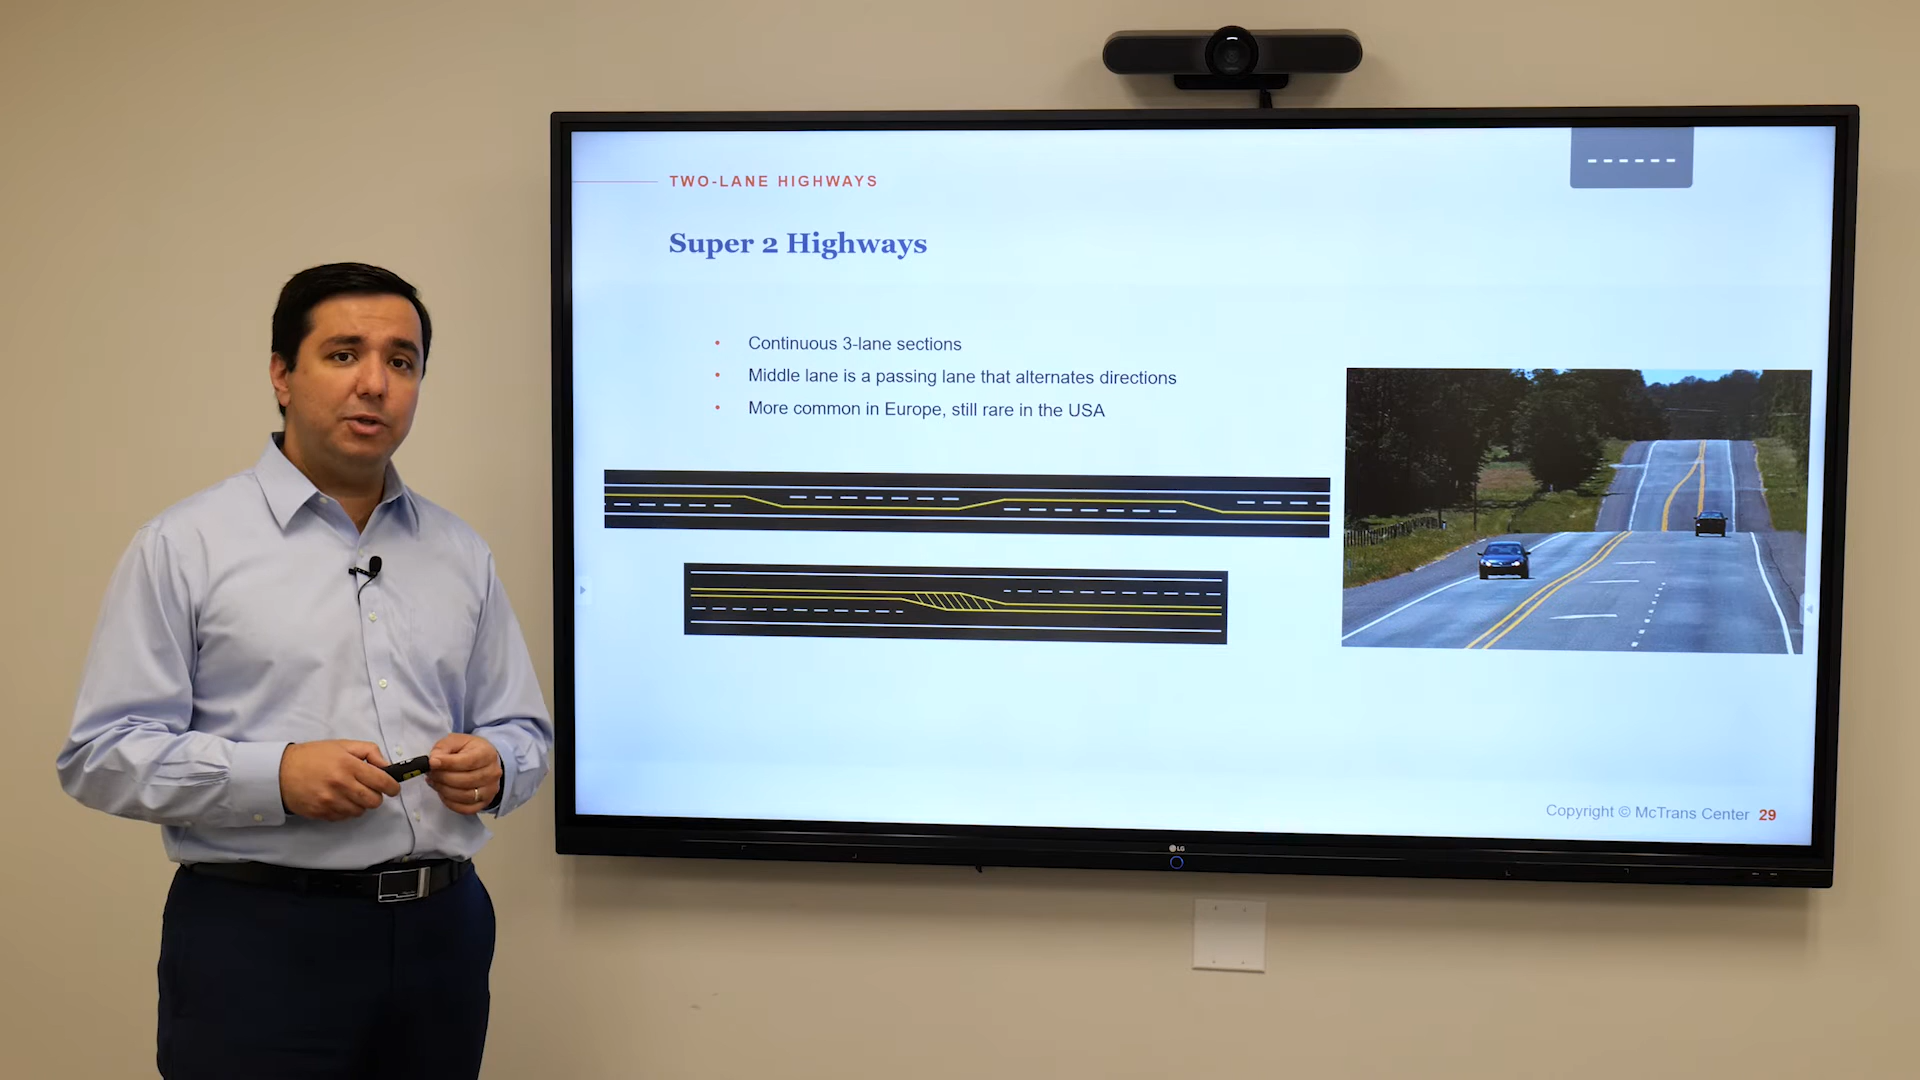 TWO-LANE HIGHWAYS
Super 2 Highways
• Continuous 3-lane sections
• Middle lane is a passing lane that alternates directions
• More common in Europe, still rare in the USA
Copyright © McTrans Center 29
LG